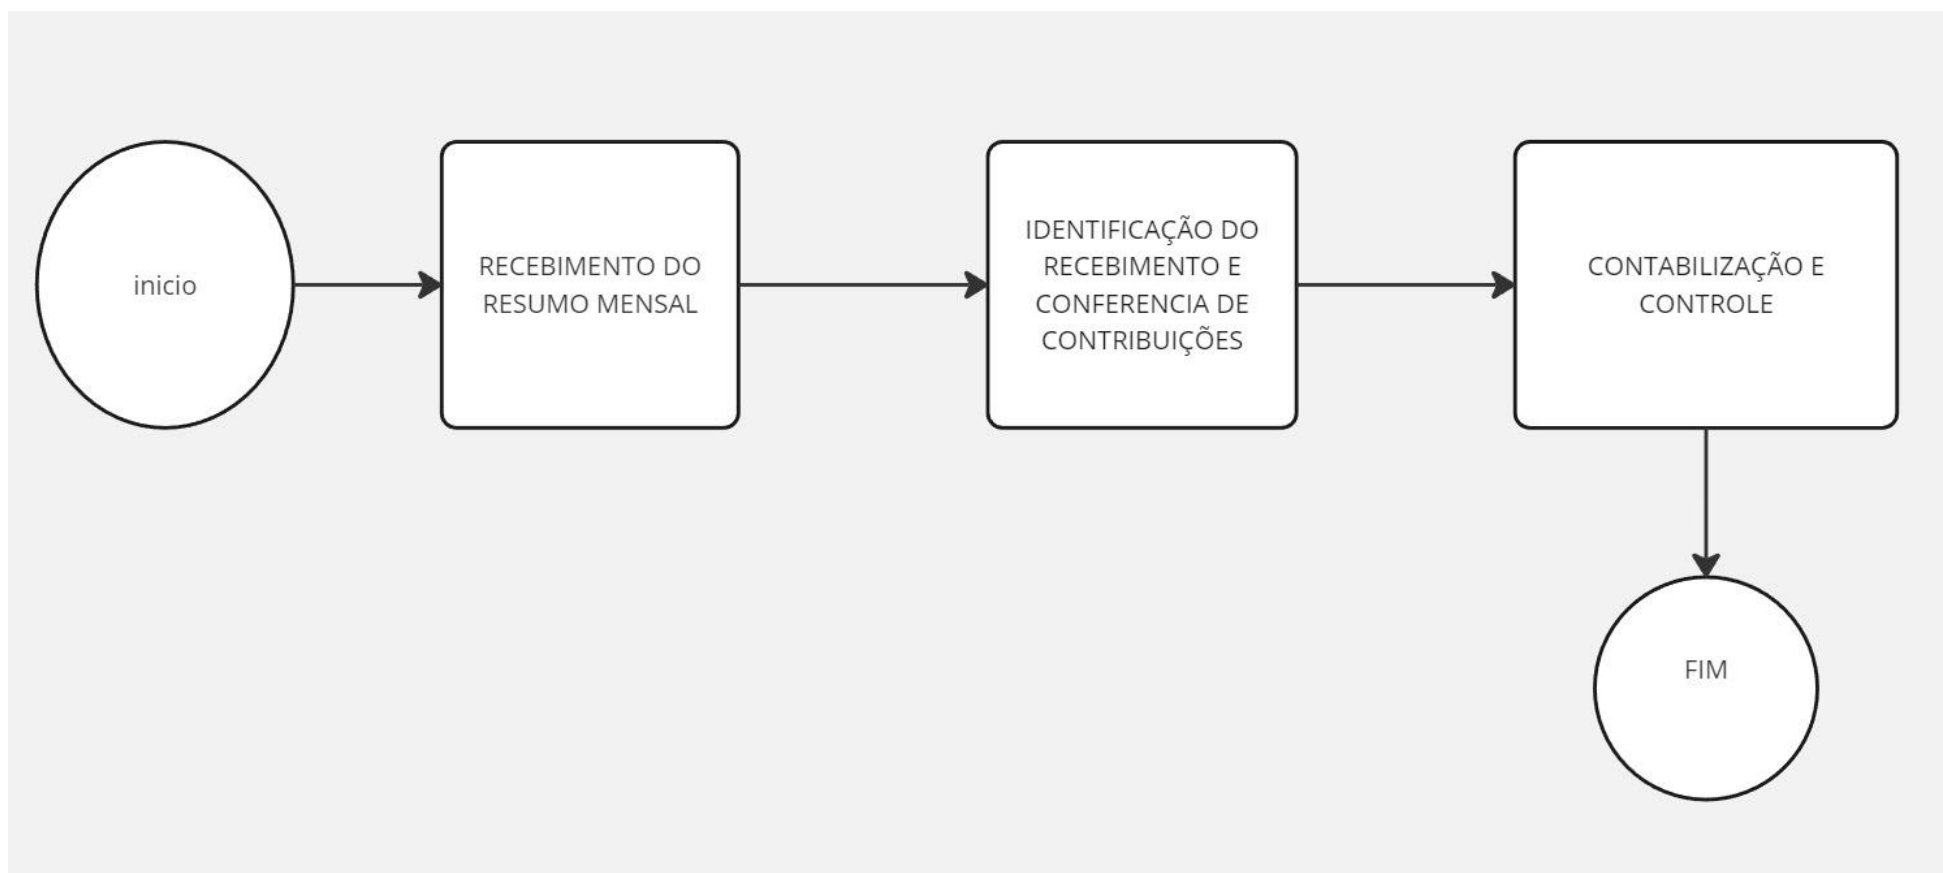 inicio
RECEBIMENTO DO
RESUMO MENSAL
IDENTIFICAÇÃO DO
RECEBIMENTO E
CONFERENCIA DE
CONTRIBUIÇÕES
CONTABILIZAÇÃO E
CONTROLE
FIM